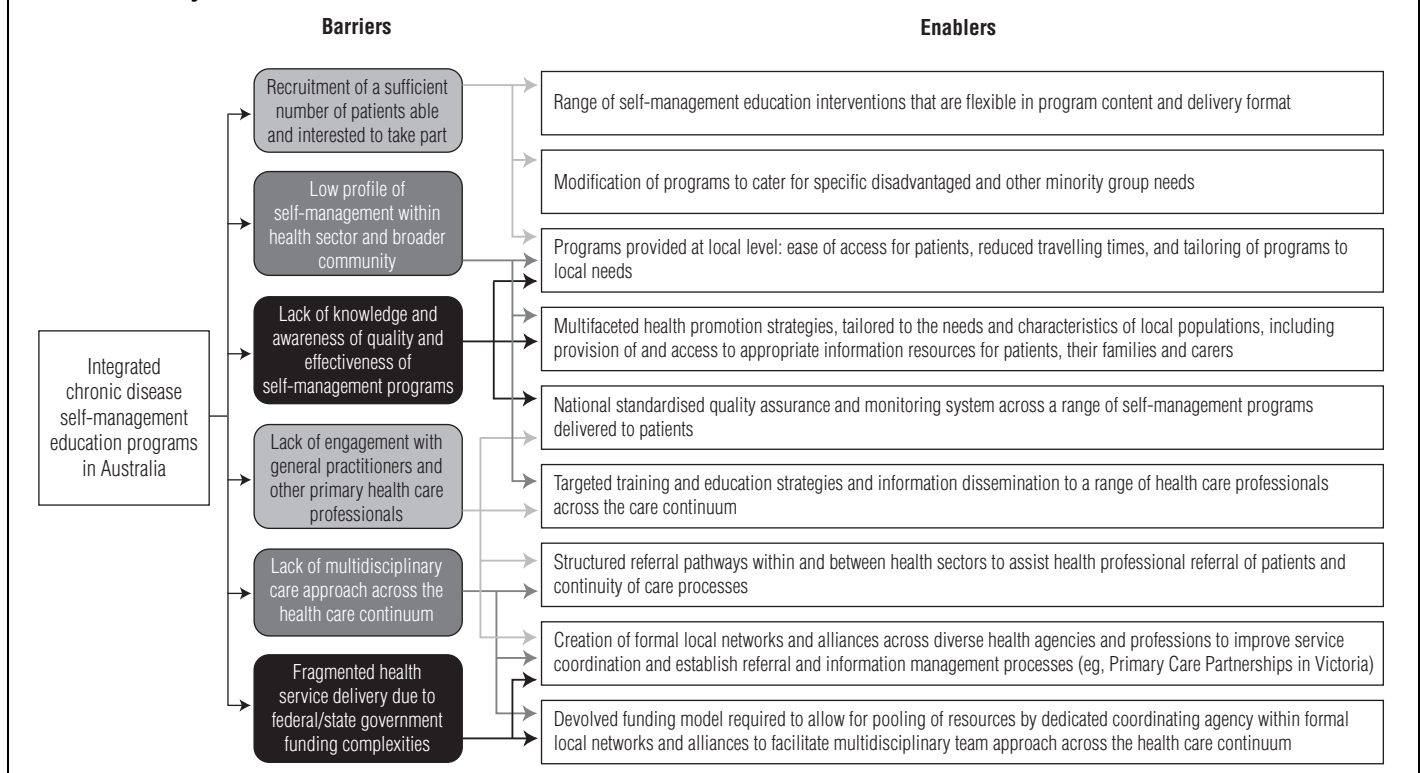 Barriers
Enablers
Integrated
chronic disease
self-management
education programs
in Australia
Recruitment of a sufficient
number of patients able
and interested to take part
Low profile of
self-management within
health sector and broader
community
Lack of knowledge and
awareness of quality and
effectiveness of
self-management programs
Lack of engagement with
general practitioners and
other primary health care
professionals
Lack of multidisciplinary
care approach across the
health care continuum
Fragmented health
service delivery due to
federal/state government
funding complexities
Range of self-management education interventions that are flexible in program content and delivery format
Modification of programs to cater for specific disadvantaged and other minority group needs
Programs provided at local level: ease of access for patients, reduced travelling times, and tailoring of programs to
local needs
Multifaceted health promotion strategies, tailored to the needs and characteristics of local populations, including
provision of and access to appropriate information resources for patients, their families and carers
National standardised quality assurance and monitoring system across a range of self-management programs
delivered to patients
Targeted training and education strategies and information dissemination to a range of health care professionals
across the care continuum
Structured referral pathways within and between health sectors to assist health professional referral of patients and
continuity of care processes
Creation of formal local networks and alliances across diverse health agencies and professions to improve service
coordination and establish referral and information management processes (eg, Primary Care Partnerships in Victoria)
Devolved funding model required to allow for pooling of resources by dedicated coordinating agency within formal
local networks and alliances to facilitate multidisciplinary team approach across the health care continuum